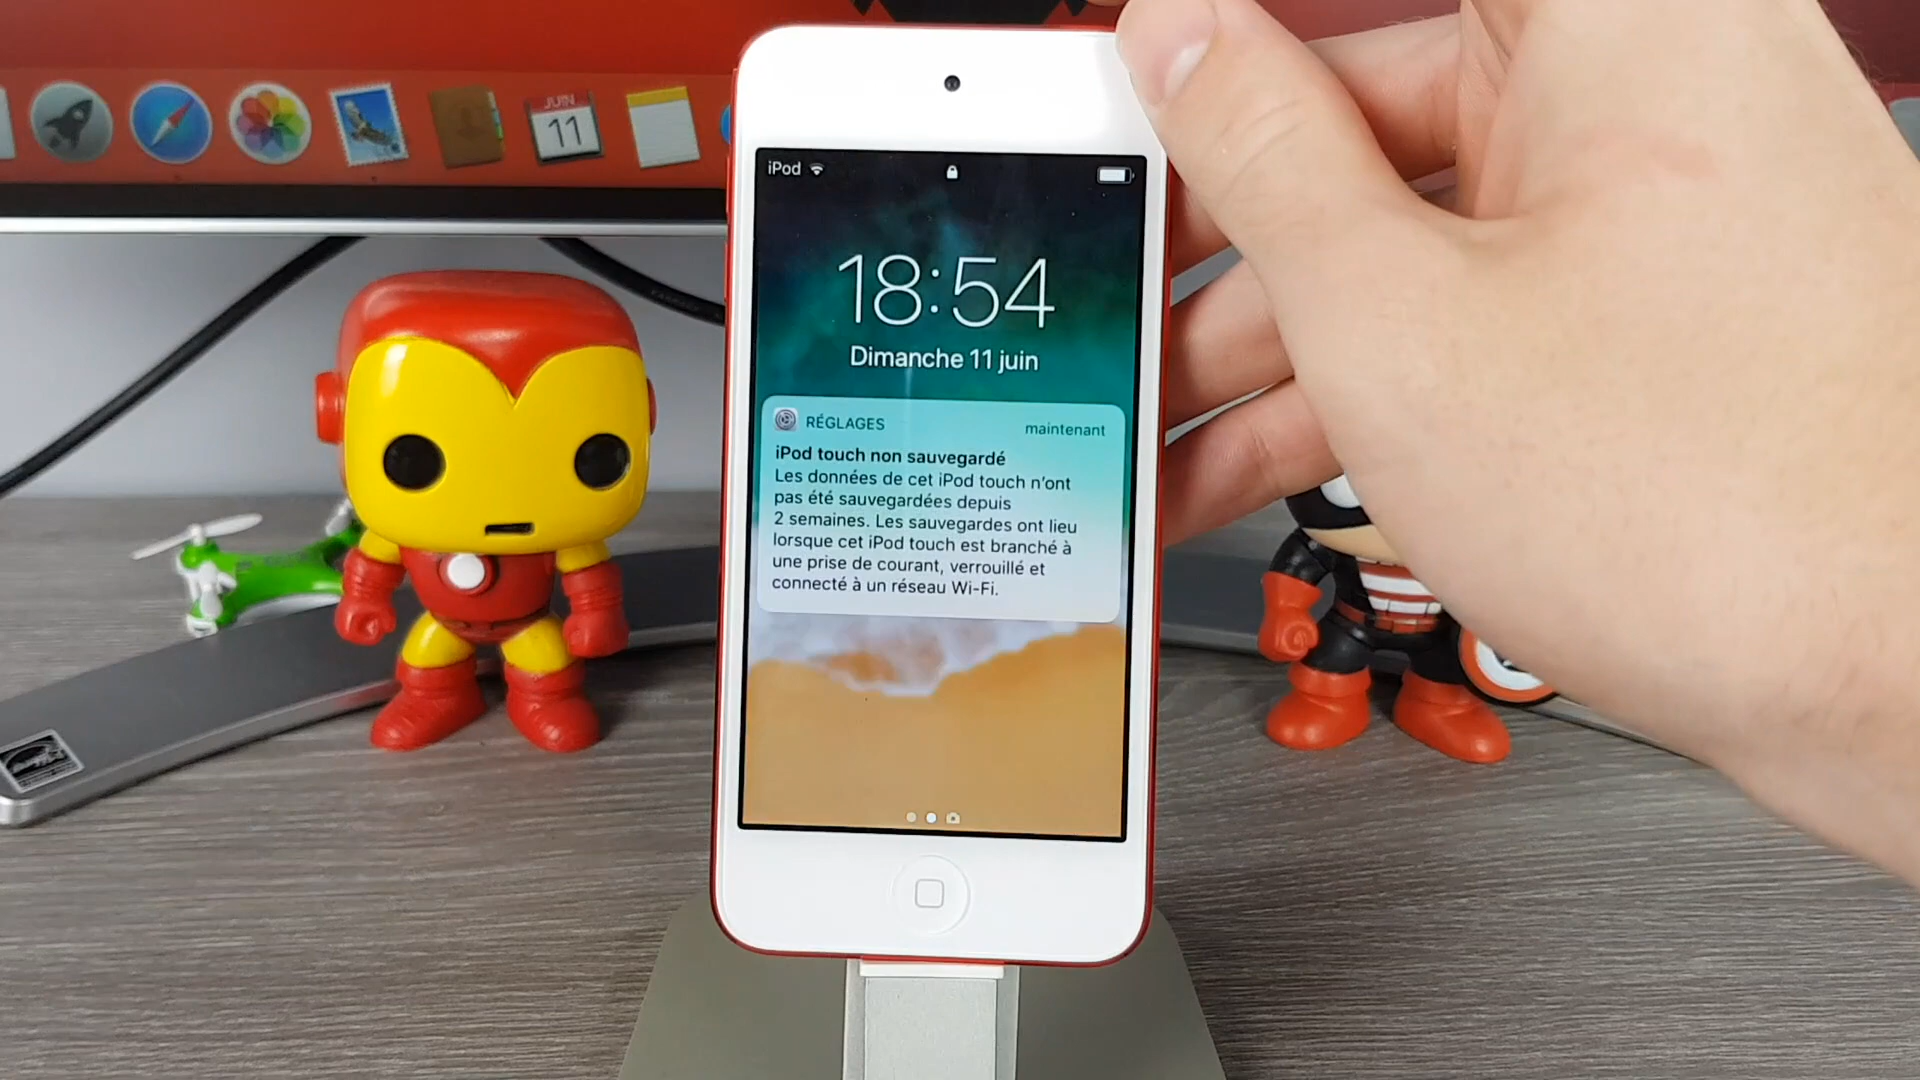 JUIN
11
iPod
18:54
Dimanche 11 juin
RÉGLAGES
maintenant
iPod touch non sauvegardé
Les données de cet iPod touch n'ont
pas été sauvegardées depuis
2 semaines. Les sauvegardes ont lieu
lorsque cet iPod touch est branché à
une prise de courant, verrouillé et
connecté à un réseau Wi-Fi.